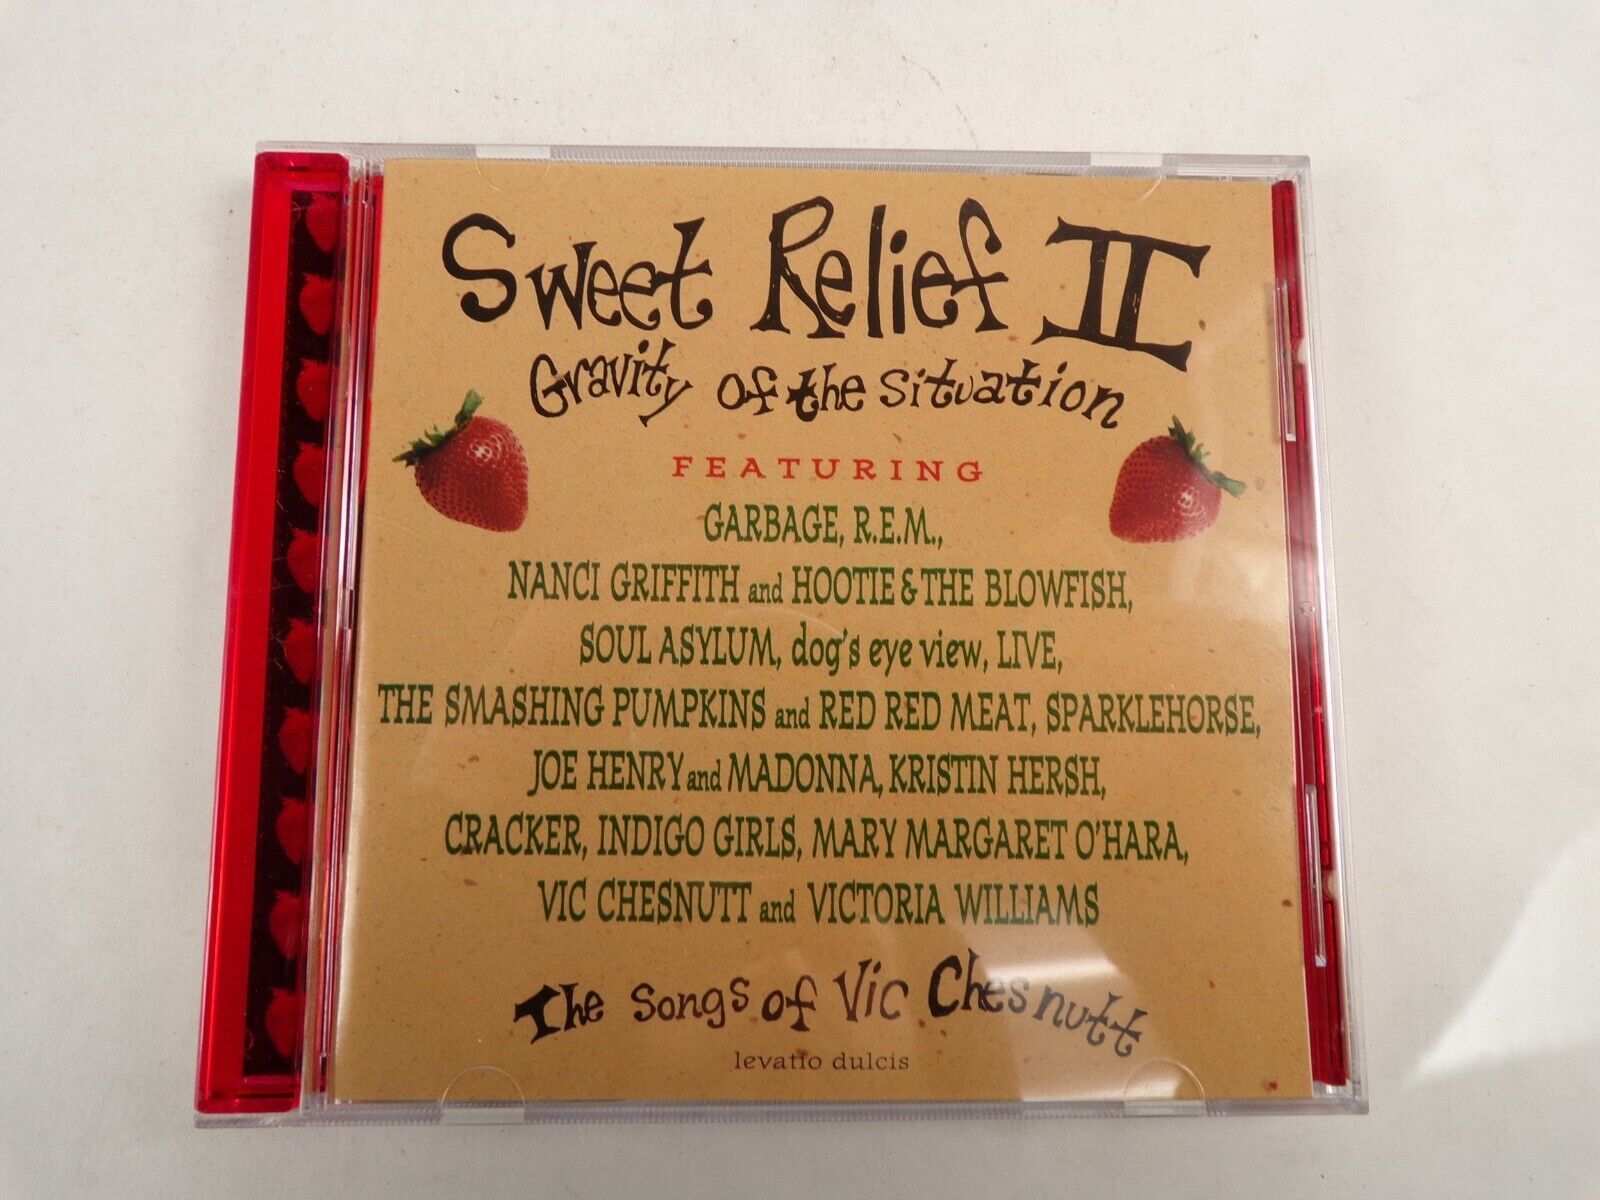 Sweet Relief II
Gravity of the Situation
FEATURING
GARBAGE, R.E.M.,
NANCI GRIFFITH and HOOTIE & THE BLOWFISH,
SOUL ASYLUM, dog's eye view, LIVE,
THE SMASHING PUMPKINS and RED RED MEAT, SPARKLEHORSE,
JOE HENRY and MADONNA, KRISTIN HERSH,
CRACKER, INDIGO GIRLS, MARY MARGARET O'HARA,
VIC CHESNUTT and VICTORIA WILLIAMS
The Songs of Vic Chesnutt
levatio dulcis